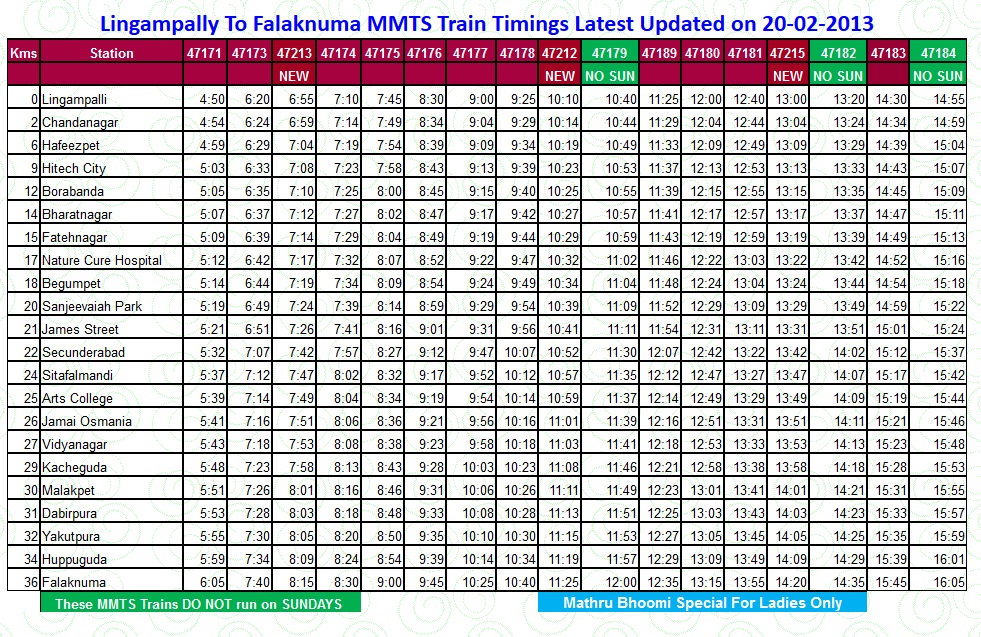 Lingampally To Falaknuma MMTS Train Timings Latest Updated on 20-02-2013
Kms Station 47171 47173 47213 47174 47175 47176 47177 47178 47212 47179 47189 47180 47181 47215 47182 47183 47184
NEW NEW NO SUN NEW NO SUN NO SUN
0 Lingampalli 4:50 6:20 6:55 7:10 7:45 8:30 9:00 9:25 10:10 10:40 11:25 12:00 12:40 13:00 13:20 14:30 14:55
2 Chandanagar 4:54 6:24 6:59 7:14 7:49 8:34 9:04 9:29 10:14 10:44 11:29 12:04 12:44 13:04 13:24 14:34 14:59
6 Hafeezpet 4:59 6:29 7:04 7:19 7:54 8:39 9:09 9:34 10:19 10:49 11:33 12:09 12:49 13:09 13:29 14:39 15:04
9 Hitech City 5:03 6:33 7:08 7:23 7:58 8:43 9:13 9:39 10:23 10:53 11:37 12:13 12:53 13:13 13:33 14:43 15:07
12 Borabanda 5:05 6:35 7:10 7:25 8:00 8:45 9:15 9:40 10:25 10:55 11:39 12:15 12:55 13:15 13:35 14:45 15:09
14 Bharatnagar 5:07 6:37 7:12 7:27 8:02 8:47 9:17 9:42 10:27 10:57 11:41 12:17 12:57 13:17 13:37 14:47 15:11
15 Fatehnagar 5:09 6:39 7:14 7:29 8:04 8:49 9:19 9:44 10:29 10:59 11:43 12:19 12:59 13:19 13:39 14:49 15:13
17 Nature Cure Hospital 5:12 6:42 7:17 7:32 8:07 8:52 9:22 9:47 10:32 11:02 11:46 12:22 13:03 13:22 13:42 14:52 15:16
18 Begumpet 5:14 6:44 7:19 7:34 8:09 8:54 9:24 9:49 10:34 11:04 11:48 12:24 13:04 13:24 13:44 14:54 15:18
20 Sanjeevaiah Park 5:19 6:49 7:24 7:39 8:14 8:59 9:29 9:54 10:39 11:09 11:52 12:29 13:09 13:29 13:49 14:59 15:22
21 James Street 5:21 6:51 7:26 7:41 8:16 9:01 9:31 9:56 10:41 11:11 11:54 12:31 13:11 13:31 13:51 15:01 15:24
22 Secunderabad 5:32 7:07 7:42 7:57 8:27 9:12 9:47 10:07 10:52 11:30 12:07 12:42 13:22 13:42 14:02 15:12 15:37
24 Sitafalmandi 5:37 7:12 7:47 8:02 8:32 9:17 9:52 10:12 10:57 11:35 12:12 12:47 13:27 13:47 14:07 15:17 15:42
25 Arts College 5:39 7:14 7:49 8:04 8:34 9:19 9:54 10:14 10:59 11:37 12:14 12:49 13:29 13:49 14:09 15:19 15:44
26 Jamai Osmania 5:41 7:16 7:51 8:06 8:36 9:21 9:56 10:16 11:01 11:39 12:16 12:51 13:31 13:51 14:11 15:21 15:46
27 Vidyanagar 5:43 7:18 7:53 8:08 8:38 9:23 9:58 10:18 11:03 11:41 12:18 12:53 13:33 13:53 14:13 15:23 15:48
29 Kacheguda 5:48 7:23 7:58 8:13 8:43 9:28 10:03 10:23 11:08 11:46 12:21 12:58 13:38 13:58 14:18 15:28 15:53
30 Malakpet 5:51 7:26 8:01 8:16 8:46 9:31 10:06 10:26 11:11 11:49 12:23 13:01 13:41 14:01 14:21 15:31 15:55
31 Dabirpura 5:53 7:28 8:03 8:18 8:48 9:33 10:08 10:28 11:13 11:51 12:25 13:03 13:43 14:03 14:23 15:33 15:57
32 Yakutpura 5:55 7:30 8:05 8:20 8:50 9:35 10:10 10:30 11:15 11:53 12:27 13:05 13:45 14:05 14:25 15:35 15:59
34 Huppuguda 5:59 7:34 8:09 8:24 8:54 9:39 10:14 10:34 11:19 11:57 12:29 13:09 13:49 14:09 14:29 15:39 16:01
36 Falaknuma 6:05 7:40 8:15 8:30 9:00 9:45 10:25 10:40 11:25 12:00 12:35 13:15 13:55 14:20 14:35 15:45 16:05
These MMTS Trains DO NOT run on SUNDAYS Mathru Bhoomi Special For Ladies Only